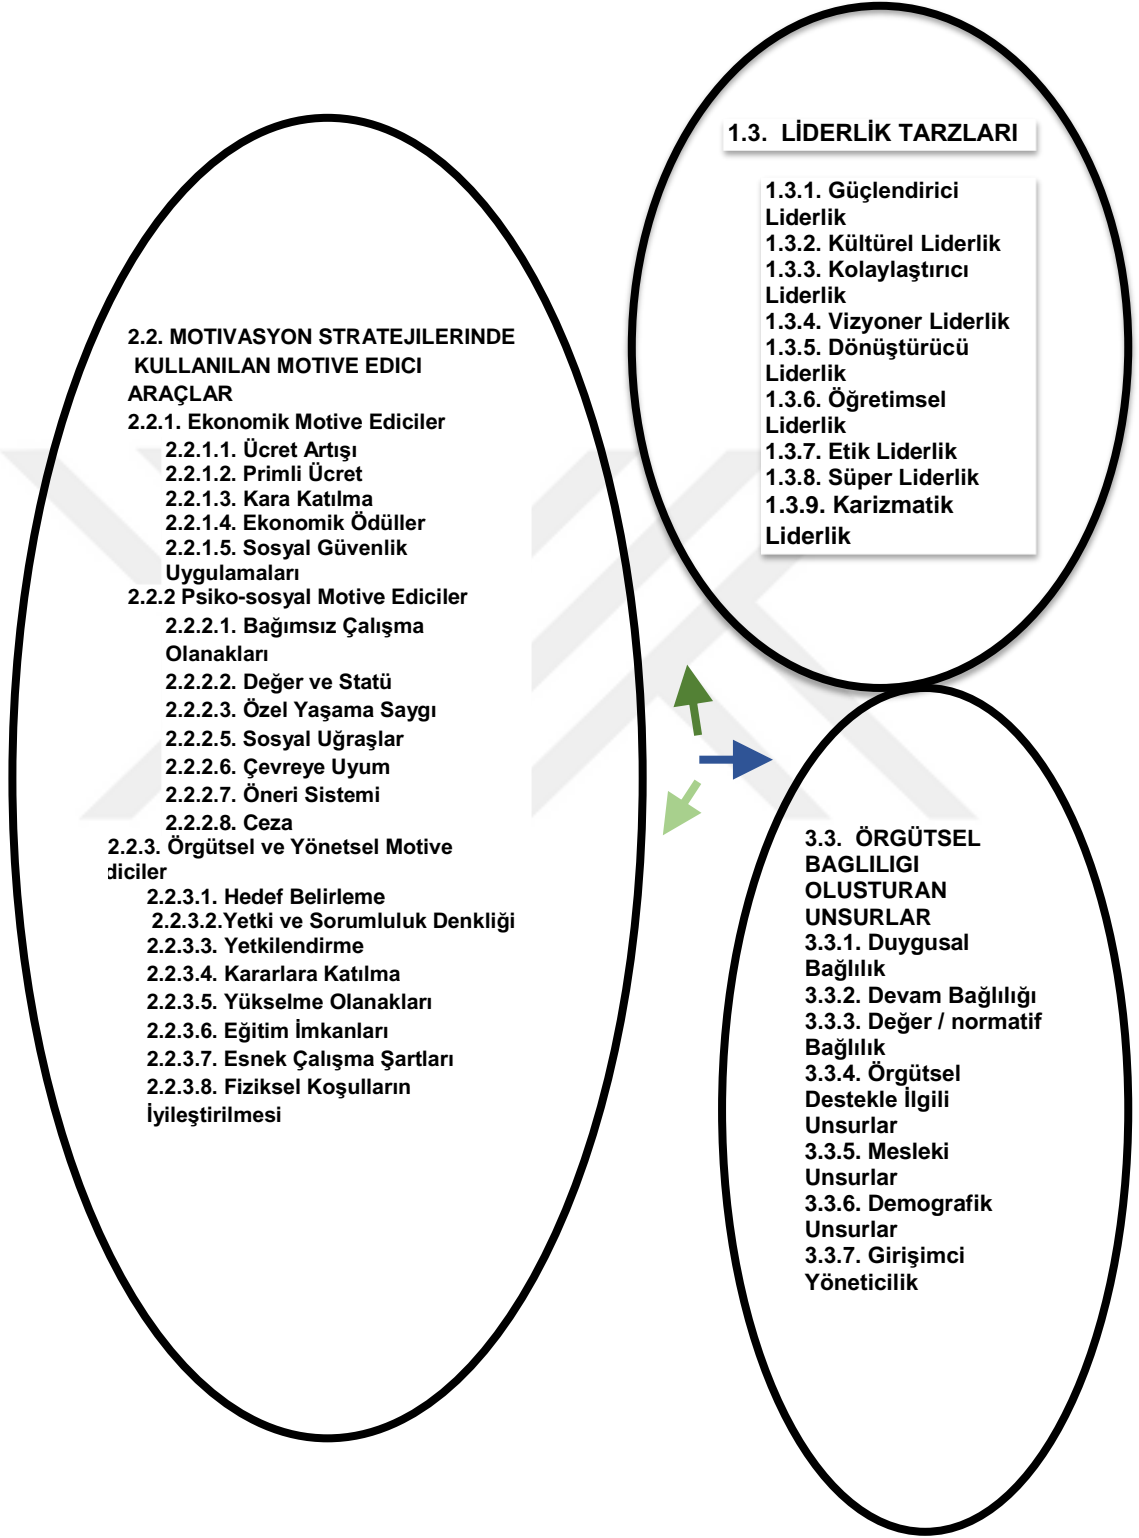 1.3. LİDERLİK TARZLARI
1.3.1. Güçlendirici
Liderlik
1.3.2. Kültürel Liderlik
1.3.3. Kolaylaştırıcı
Liderlik
1.3.4. Vizyoner Liderlik
1.3.5. Dönüştürücü
Liderlik
1.3.6. Öğretimsel
Liderlik
1.3.7. Etik Liderlik
1.3.8. Süper Liderlik
1.3.9. Karizmatik
Liderlik
2.2. MOTIVASYON STRATEJILERINDE
KULLANILAN MOTIVE EDICI
ARAÇLAR
2.2.1. Ekonomik Motive Ediciler
2.2.1.1. Ücret Artışı
2.2.1.2. Primli Ücret
2.2.1.3. Kara Katılma
2.2.1.4. Ekonomik Ödüller
2.2.1.5. Sosyal Güvenlik
Uygulamaları
2.2.2 Psiko-sosyal Motive Ediciler
2.2.2.1. Bağımsız Çalışma
Olanakları
2.2.2.2. Değer ve Statü
2.2.2.3. Özel Yaşama Saygı
2.2.2.5. Sosyal Uğraşlar
2.2.2.6. Çevreye Uyum
2.2.2.7. Öneri Sistemi
2.2.2.8. Ceza
2.2.3. Örgütsel ve Yönetsel Motive
diciler
2.2.3.1. Hedef Belirleme
2.2.3.2.Yetki ve Sorumluluk Denkliği
2.2.3.3. Yetkilendirme
2.2.3.4. Kararlara Katılma
2.2.3.5. Yükselme Olanakları
2.2.3.6. Eğitim İmkanları
2.2.3.7. Esnek Çalışma Şartları
2.2.3.8. Fiziksel Koşulların
İyileştirilmesi
3.3. ÖRGÜTSEL
BAGLILIGI
OLUSTURAN
UNSURLAR
3.3.1. Duygusal
Bağlılık
3.3.2. Devam Bağlılığı
3.3.3. Değer / normatif
Bağlılık
3.3.4. Örgütsel
Destekle İlgili
Unsurlar
3.3.5. Mesleki
Unsurlar
3.3.6. Demografik
Unsurlar
3.3.7. Girişimci
Yöneticilik